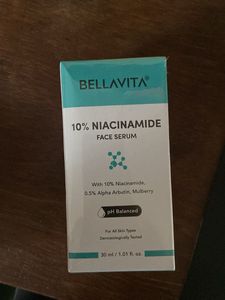 BELLAVITA®
10% NIACINAMIDE
FACE SERUM
With 10% Niacinamide,
0.5% Alpha Arbutin, Mulberry
pH Balanced
For All Skin Types
Dermatologically Tested
30 ml / 1.01 fl. oz.